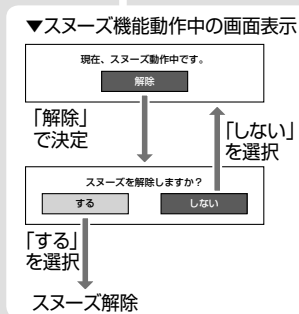 ▼スヌーズ機能動作中の画面表示
現在、スヌーズ動作中です。
解除
「解除」
で決定
「しない」
を選択
スヌーズを解除しますか？
する
しない
「する」
を選択
スヌーズ解除